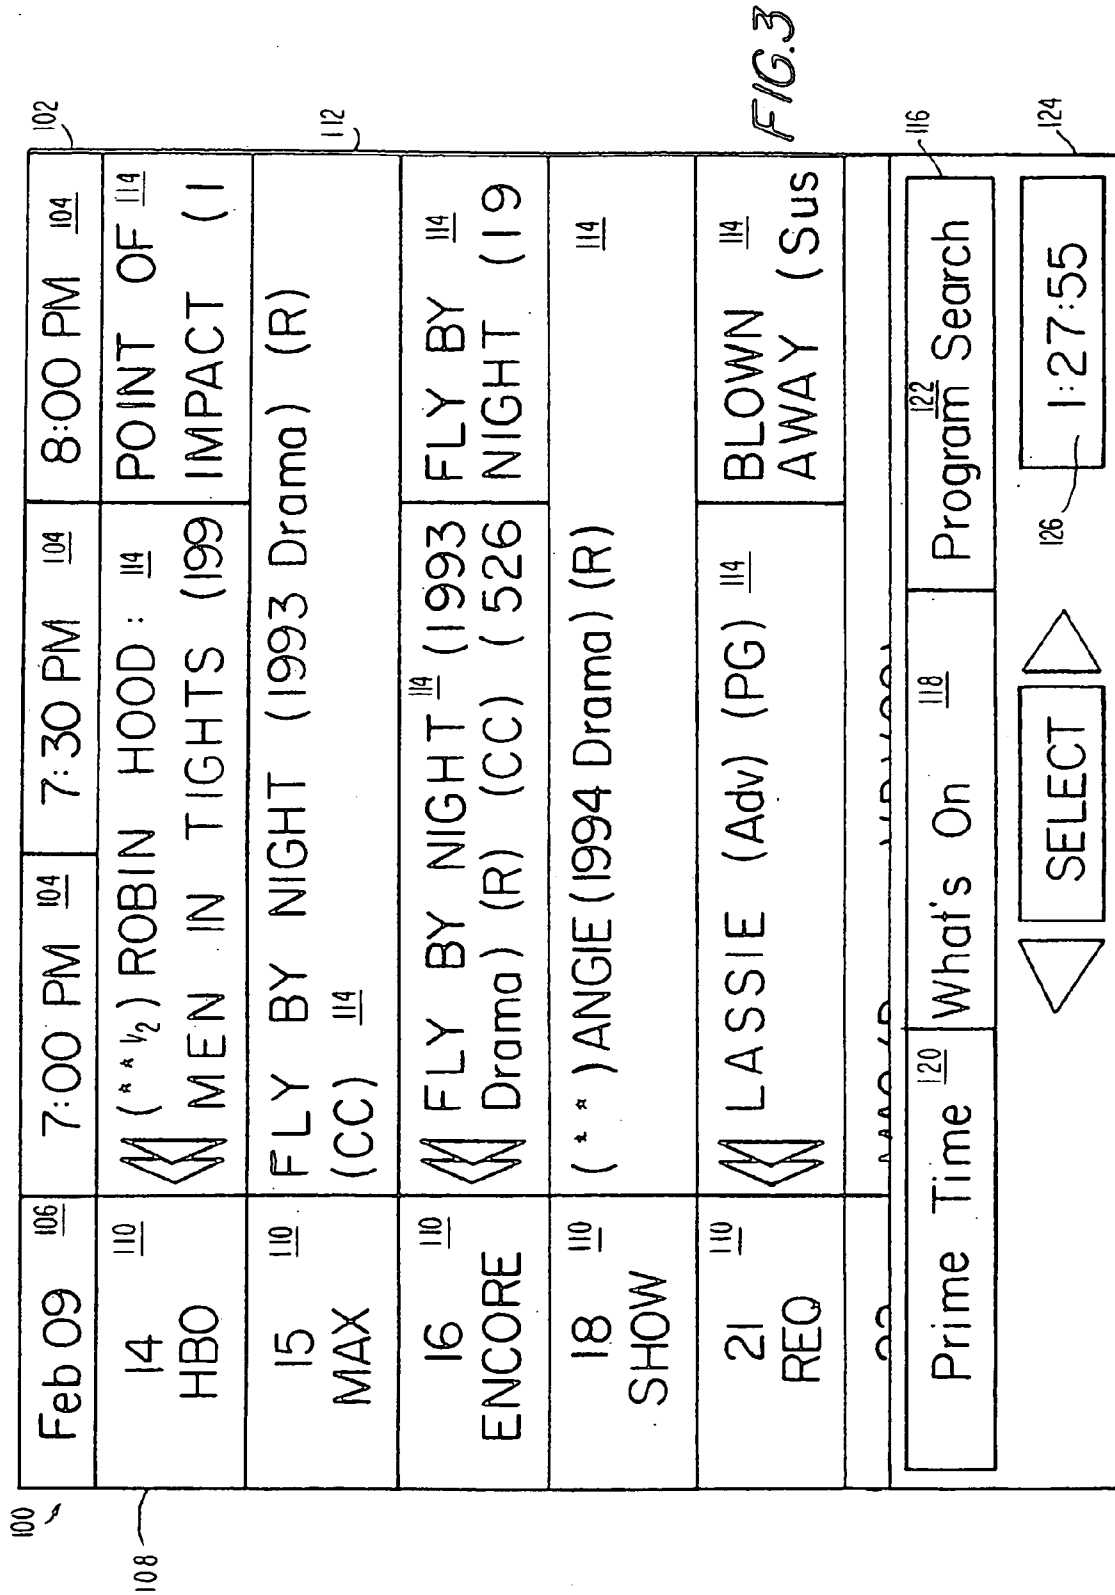 100
102
Feb 09 106
7:00 PM 104
7:30 PM 104
8:00 PM 104
108
14 110
HBO
(**½) ROBIN HOOD: 114
MEN IN TIGHTS (199
POINT OF 114
IMPACT (1
15 110
MAX
FLY BY NIGHT (1993 Drama) (R)
(CC) 114
112
16 110
ENCORE
FLY BY NIGHT 114 (1993
Drama) (R) (CC) (526
FLY BY 114
NIGHT (19
18 110
SHOW
(**) ANGIE (1994 Drama) (R) 114
21 110
REQ
LASSIE (Adv) (PG) 114
BLOWN 114
AWAY (Sus
FIG.3
Prime Time 120
What's On 118
122
Program Search
116
SELECT
126
1:27:55
124